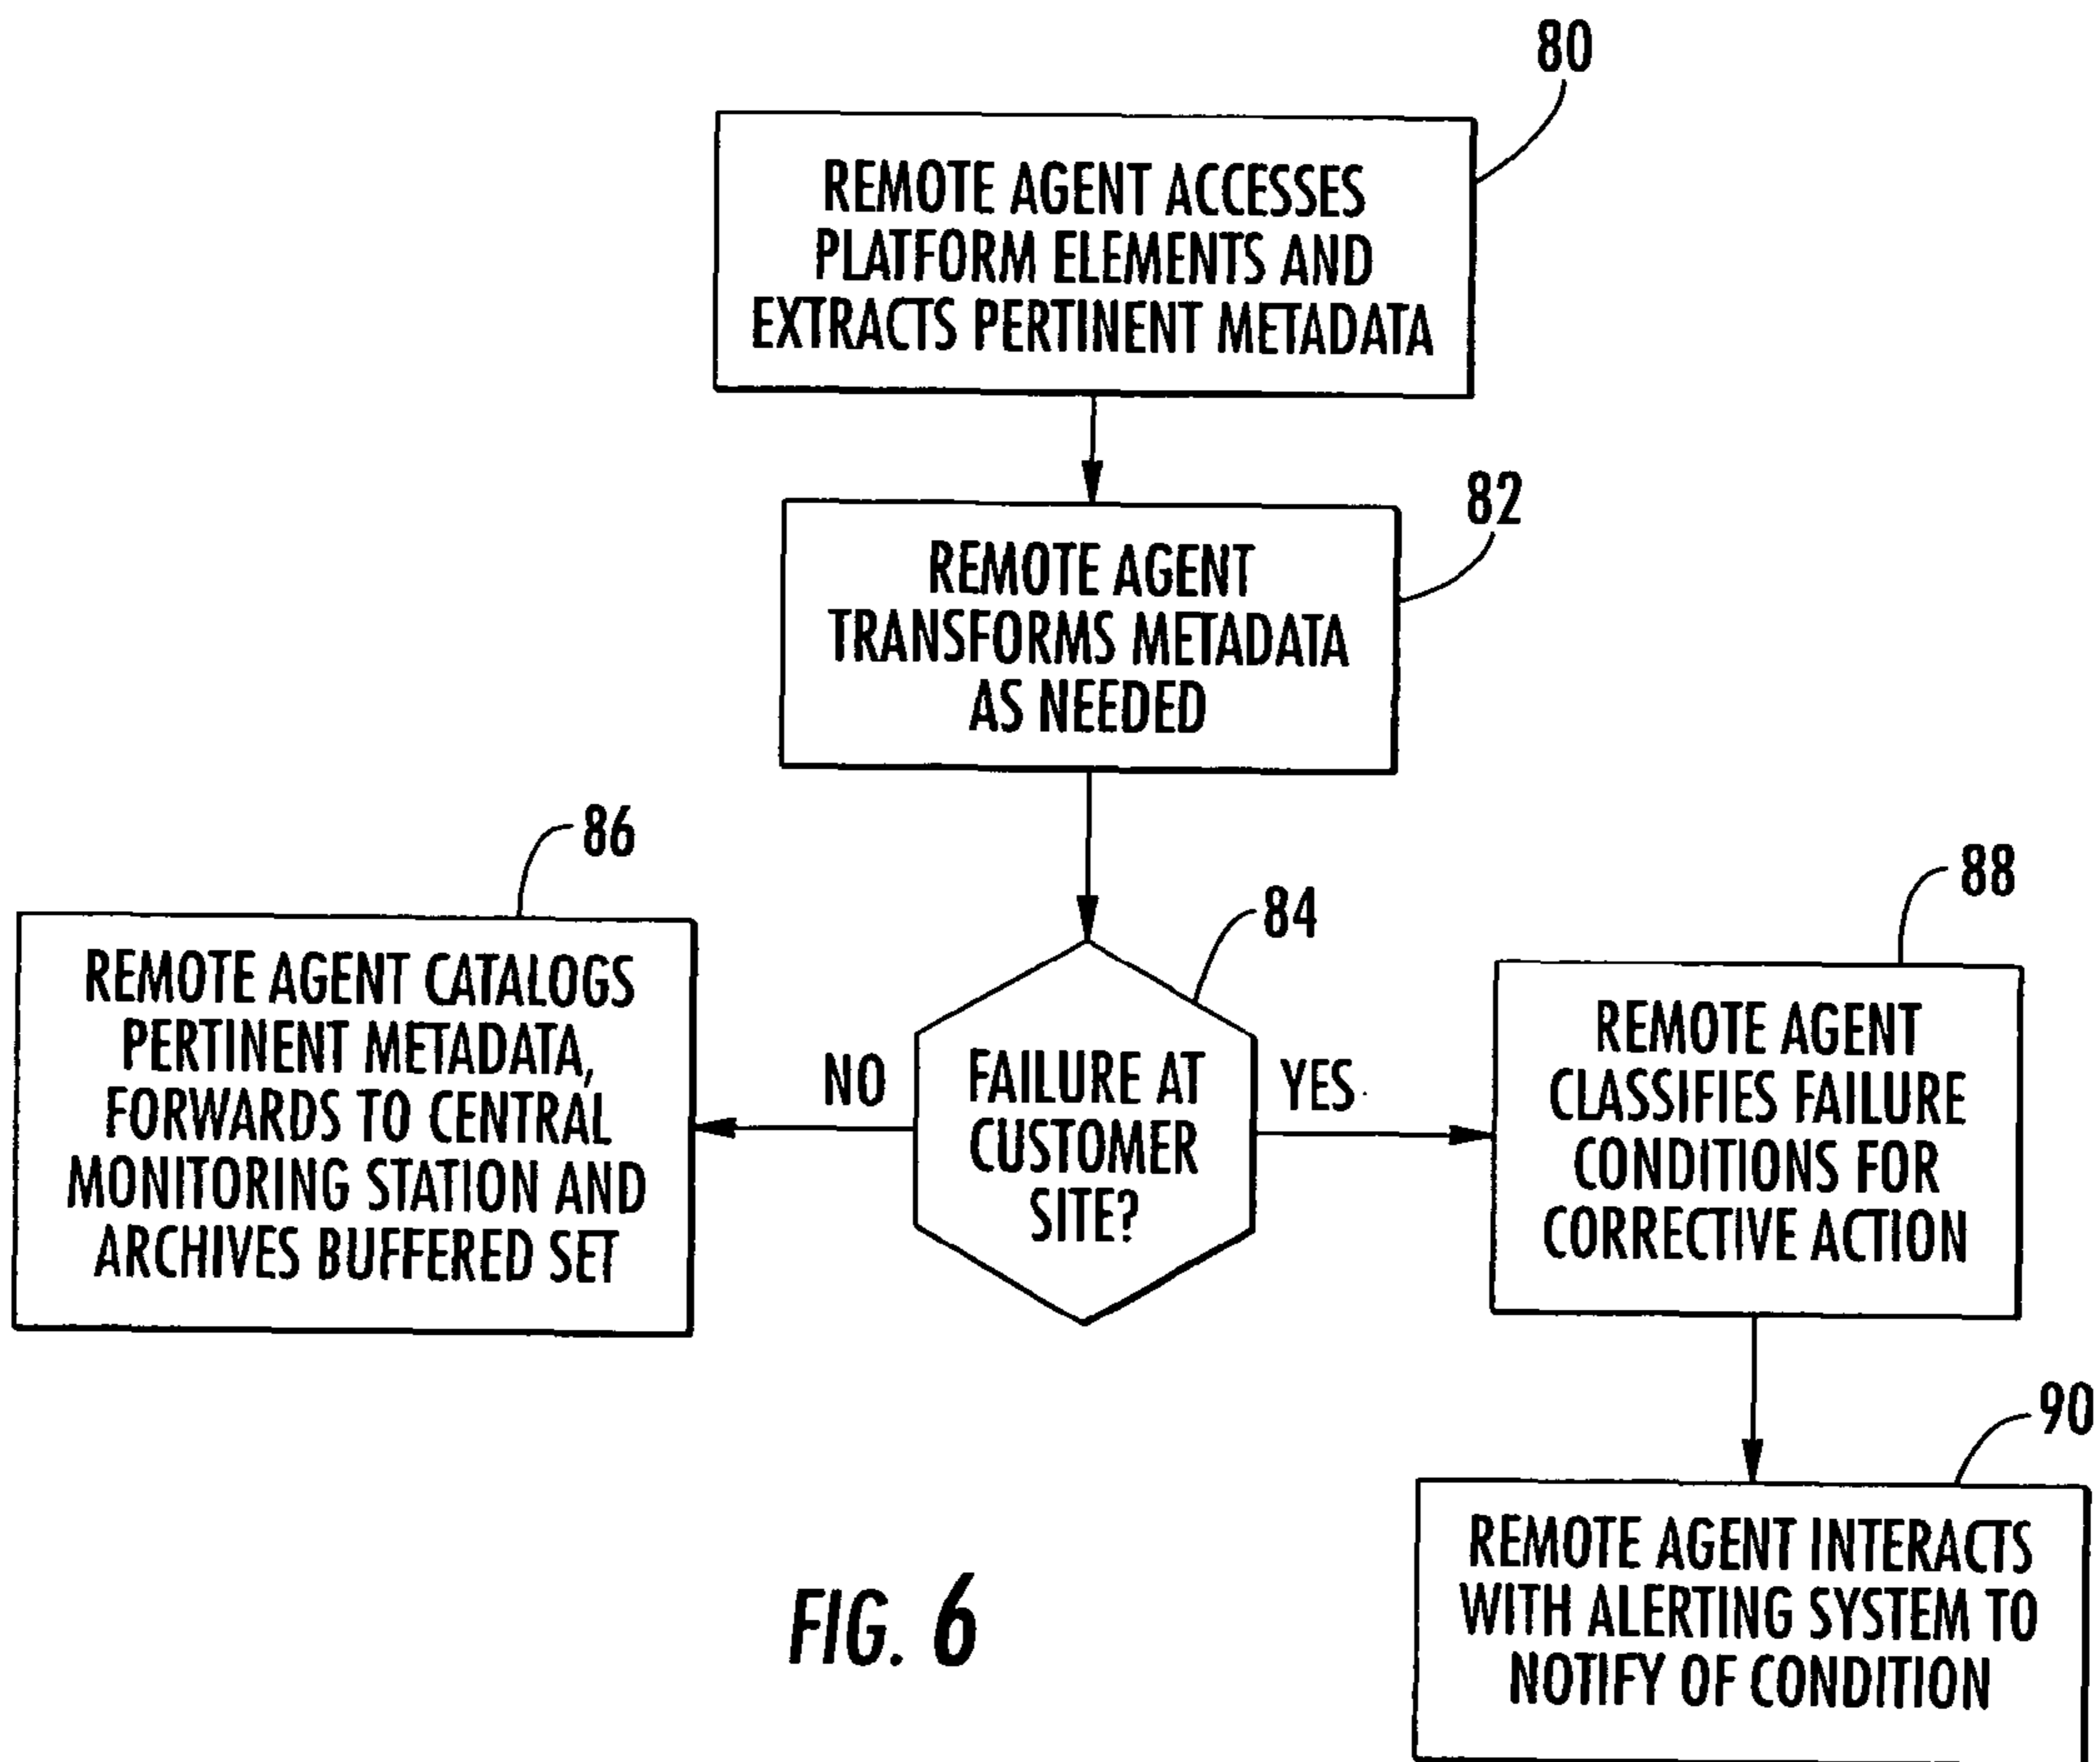 80
REMOTE AGENT ACCESSES
PLATFORM ELEMENTS AND
EXTRACTS PERTINENT METADATA
82
REMOTE AGENT
TRANSFORMS METADATA
AS NEEDED
86
REMOTE AGENT CATALOGS
PERTINENT METADATA,
FORWARDS TO CENTRAL
MONITORING STATION AND
ARCHIVES BUFFERED SET
NO
84
FAILURE AT
CUSTOMER
SITE?
YES
88
REMOTE AGENT
CLASSIFIES FAILURE
CONDITIONS FOR
CORRECTIVE ACTION
90
REMOTE AGENT INTERACTS
WITH ALERTING SYSTEM TO
NOTIFY OF CONDITION
FIG. 6